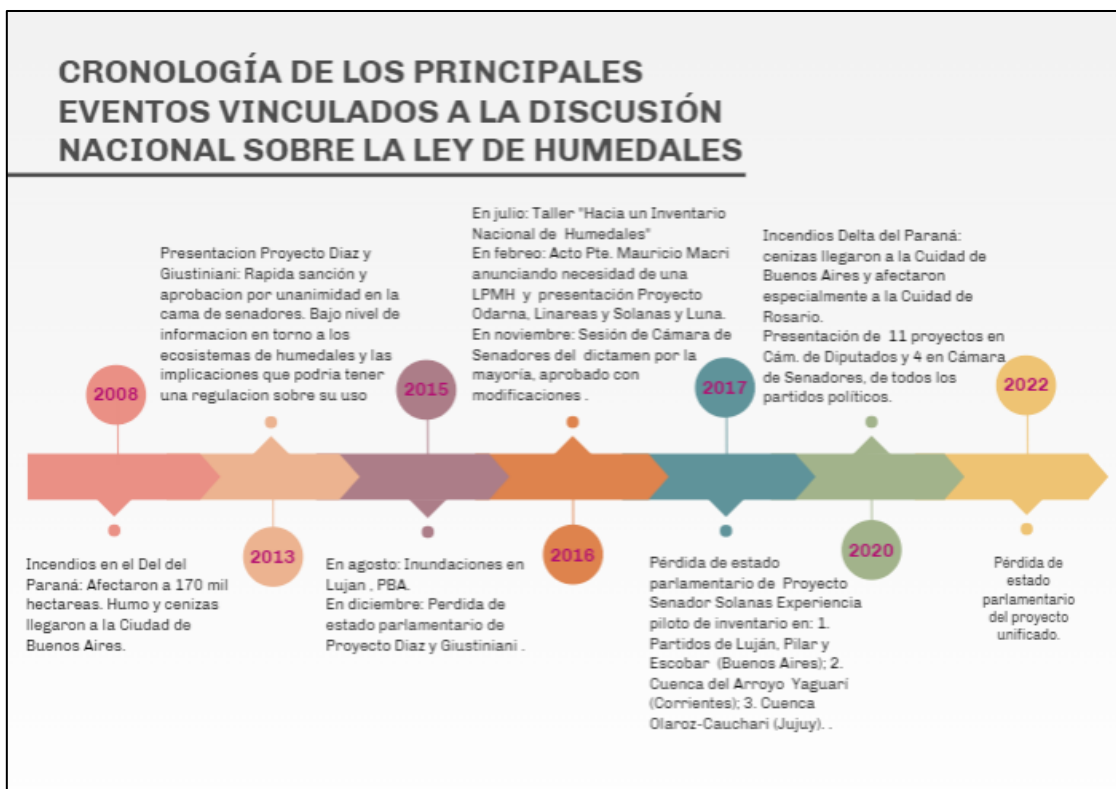 CRONOLOGÍA DE LOS PRINCIPALES
EVENTOS VINCULADOS A LA DISCUSIÓN
NACIONAL SOBRE LA LEY DE HUMEDALES
2008
Incendios en el Del del
Paraná: Afectaron a 170 mil
hectareas. Humo y cenizas
llegaron a la Ciudad de
Buenos Aires.
Presentacion Proyecto Diaz y
Giustiniani: Rapida sanción y
aprobacion por unanimidad en la
cama de senadores. Bajo nivel de
informacion en torno a los
ecosistemas de humedales y las
implicaciones que podria tener
una regulacion sobre su uso
2013
2015
En agosto: Inundaciones en
Lujan , PBA.
En diciembre: Perdida de
estado parlamentario de
Proyecto Diaz y Giustiniani .
En julio: Taller "Hacia un Inventario
Nacional de Humedales"
En febreo: Acto Pte. Mauricio Macri
anunciando necesidad de una
LPMH y presentación Proyecto
Odarna, Linareas y Solanas y Luna.
En noviembre: Sesión de Cámara de
Senadores del dictamen por la
mayoría, aprobado con
modificaciones .
2016
2017
Pérdida de estado
parlamentario de Proyecto
Senador Solanas Experiencia
piloto de inventario en: 1.
Partidos de Luján, Pilar y
Escobar (Buenos Aires); 2.
Cuenca del Arroyo Yaguarí
(Corrientes); 3. Cuenca
Olaroz-Cauchari (Jujuy). .
Incendios Delta del Paraná:
cenizas llegaron a la Cuidad de
Buenos Aires y afectaron
especialmente a la Cuidad de
Rosario.
Presentación de 11 proyectos en
Cám. de Diputados y 4 en Cámara
de Senadores, de todos los
partidos políticos.
2020
2022
Pérdida de
estado
parlamentario
del proyecto
unificado.